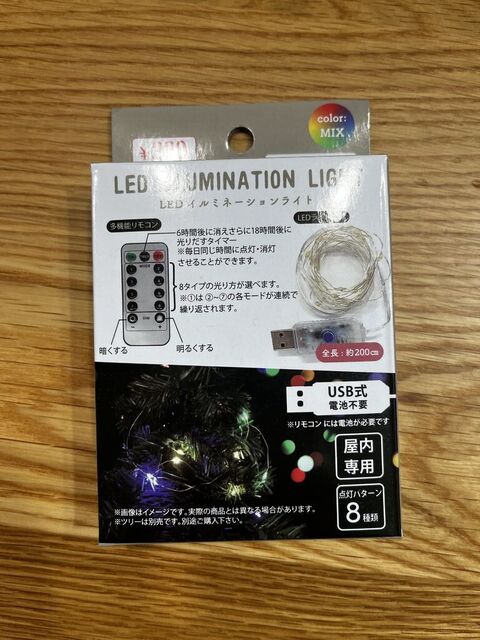 color:
MIX
LED ILLUMINATION LIGHT
LEDイルミネーションライト
多機能リモコン
6時間後に消えさらに18時間後に
光りだすタイマー
※毎日同じ時間に点灯・消灯
させることができます。
8タイプの光り方が選べます。
※①は②~⑦の各モードが連続で
繰り返されます。
暗くする
明るくする
全長：約200cm
USB式
電池不要
※リモコンには電池が必要です
屋内
専用
点灯パターン
8種類
※画像はイメージです。実際の商品とは異なる場合があります。
※ツリーは別売です。別途ご購入下さい。